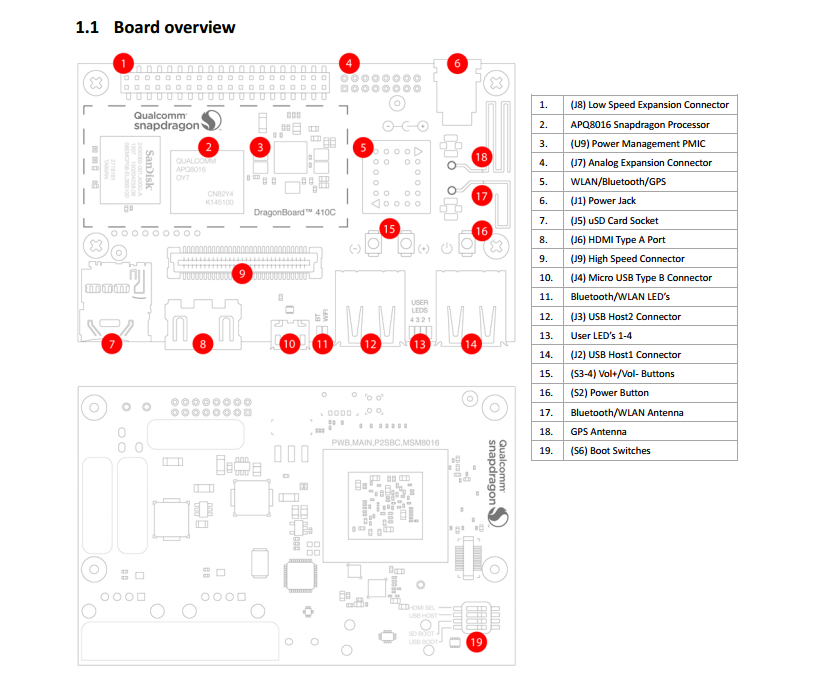 1.1 Board overview
1
4
6
Qualcomm
snapdragon
2
3
5
SanDisk
QUALCOMM
APQ8016
OY7
CN82Y4
K145100
DragonBoard™ 410C
18
17
15
16
(-)
(+)
9
USER
LEDS
4 3 2 1
BT
WIFI
7
8
10
11
12
13
14
1. (J8) Low Speed Expansion Connector
2. APQ8016 Snapdragon Processor
3. (U9) Power Management PMIC
4. (J7) Analog Expansion Connector
5. WLAN/Bluetooth/GPS
6. (J1) Power Jack
7. (J5) uSD Card Socket
8. (J6) HDMI Type A Port
9. (J9) High Speed Connector
10. (J4) Micro USB Type B Connector
11. Bluetooth/WLAN LED's
12. (J3) USB Host2 Connector
13. User LED's 1-4
14. (J2) USB Host1 Connector
15. (S3-4) Vol+/Vol- Buttons
16. (S2) Power Button
17. Bluetooth/WLAN Antenna
18. GPS Antenna
19. (S6) Boot Switches
PWB,MAIN,P2SBC,MSM8016
Qualcomm
snapdragon
HDMI SEL
USB HOST
SD BOOT
USB BOOT
19